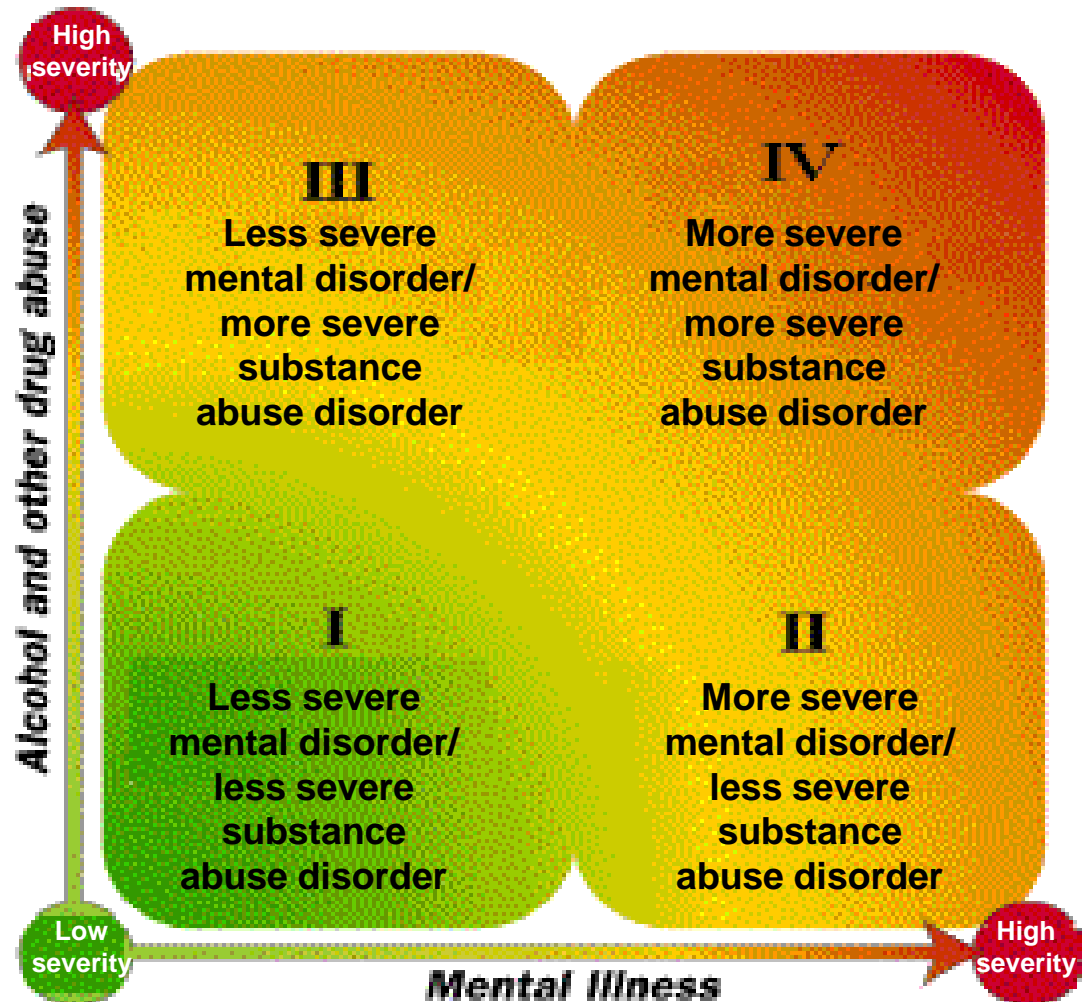 High
severity
Alcohol and other drug abuse
III
Less severe
mental disorder/
more severe
substance
abuse disorder
IV
More severe
mental disorder/
more severe
substance
abuse disorder
I
Less severe
mental disorder/
less severe
substance
abuse disorder
II
More severe
mental disorder/
less severe
substance
abuse disorder
Low
severity
Mental Illness
High
severity